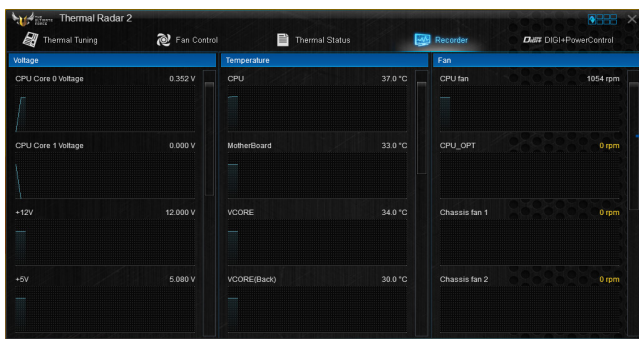 THE ULTIMATE FORCE
Thermal Radar 2
Thermal Tuning
Fan Control
Thermal Status
Recorder
DIGI+PowerControl
Voltage
Temperature
Fan
CPU Core 0 Voltage 0.352 V
CPU 37.0 °C
CPU fan 1054 rpm
CPU Core 1 Voltage 0.000 V
MotherBoard 33.0 °C
CPU_OPT 0 rpm
+12V 12.000 V
VCORE 34.0 °C
Chassis fan 1 0 rpm
+5V 5.080 V
VCORE(Back) 30.0 °C
Chassis fan 2 0 rpm